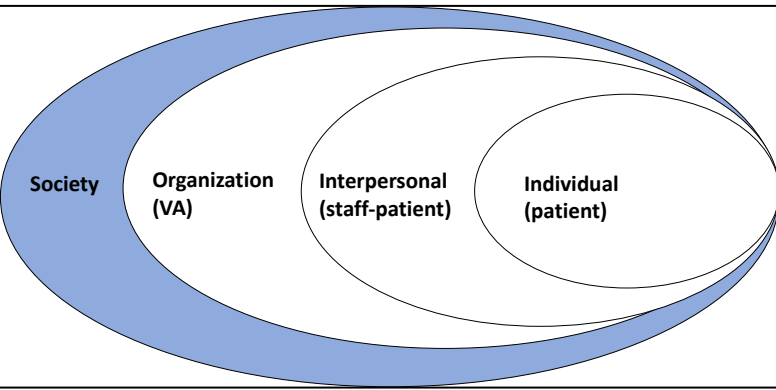 Society
Organization
(VA)
Interpersonal
(staff-patient)
Individual
(patient)